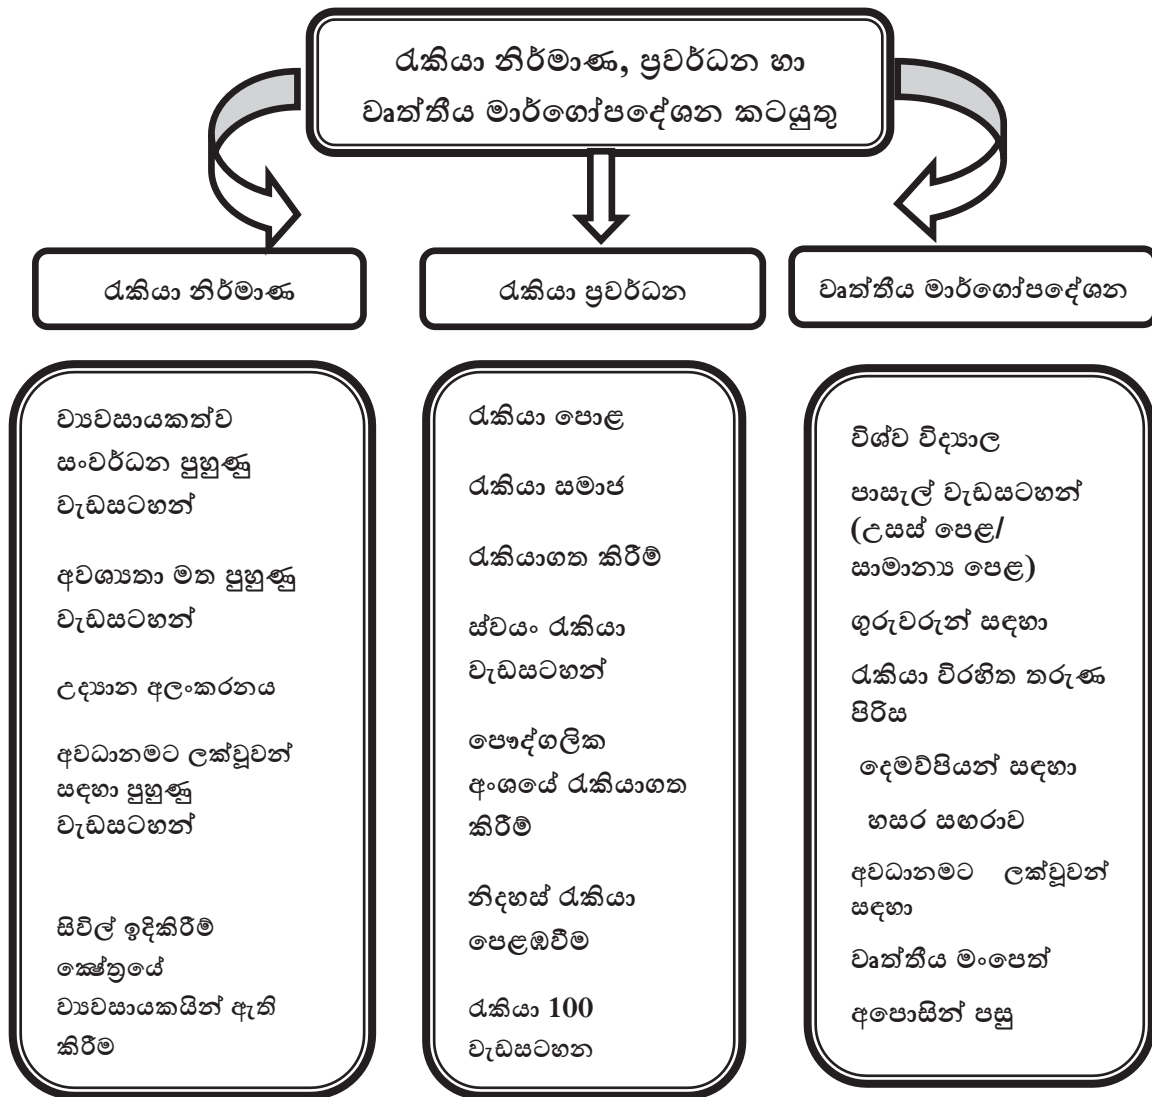 රැකියා නිර්මාණ, ප්‍රවර්ධන හා
වෘත්තීය මාර්ගෝපදේශන කටයුතු
රැකියා නිර්මාණ
රැකියා ප්‍රවර්ධන
වෘත්තීය මාර්ගෝපදේශන
ව්‍යවසායකත්ව
සංවර්ධන පුහුණු
වැඩසටහන්
අවශ්‍යතා මත පුහුණු
වැඩසටහන්
උද්‍යාන අලංකරනය
අවධානමට ලක්වූවන්
සඳහා පුහුණු
වැඩසටහන්
සිවිල් ඉදිකිරීම්
ක්‍ෂේත්‍රයේ
ව්‍යවසායකයින් ඇති
කිරීම
රැකියා පොළ
රැකියා සමාජ
රැකියාගත කිරීම්
ස්වයං රැකියා
වැඩසටහන්
පෞද්ගලික
අංශයේ රැකියාගත
කිරීම්
නිදහස් රැකියා
පෙළඹවීම
රැකියා 100
වැඩසටහන
විශ්ව විද්‍යාල
පාසැල් වැඩසටහන්
(උසස් පෙළ/
සාමාන්‍ය පෙළ)
ගුරුවරුන් සඳහා
රැකියා විරහිත තරුණ
පිරිස
දෙමව්පියන් සඳහා
හසර සඟරාව
අවධානමට ලක්වූවන්
සඳහා
වෘත්තීය මංපෙත්
අපොසින් පසු